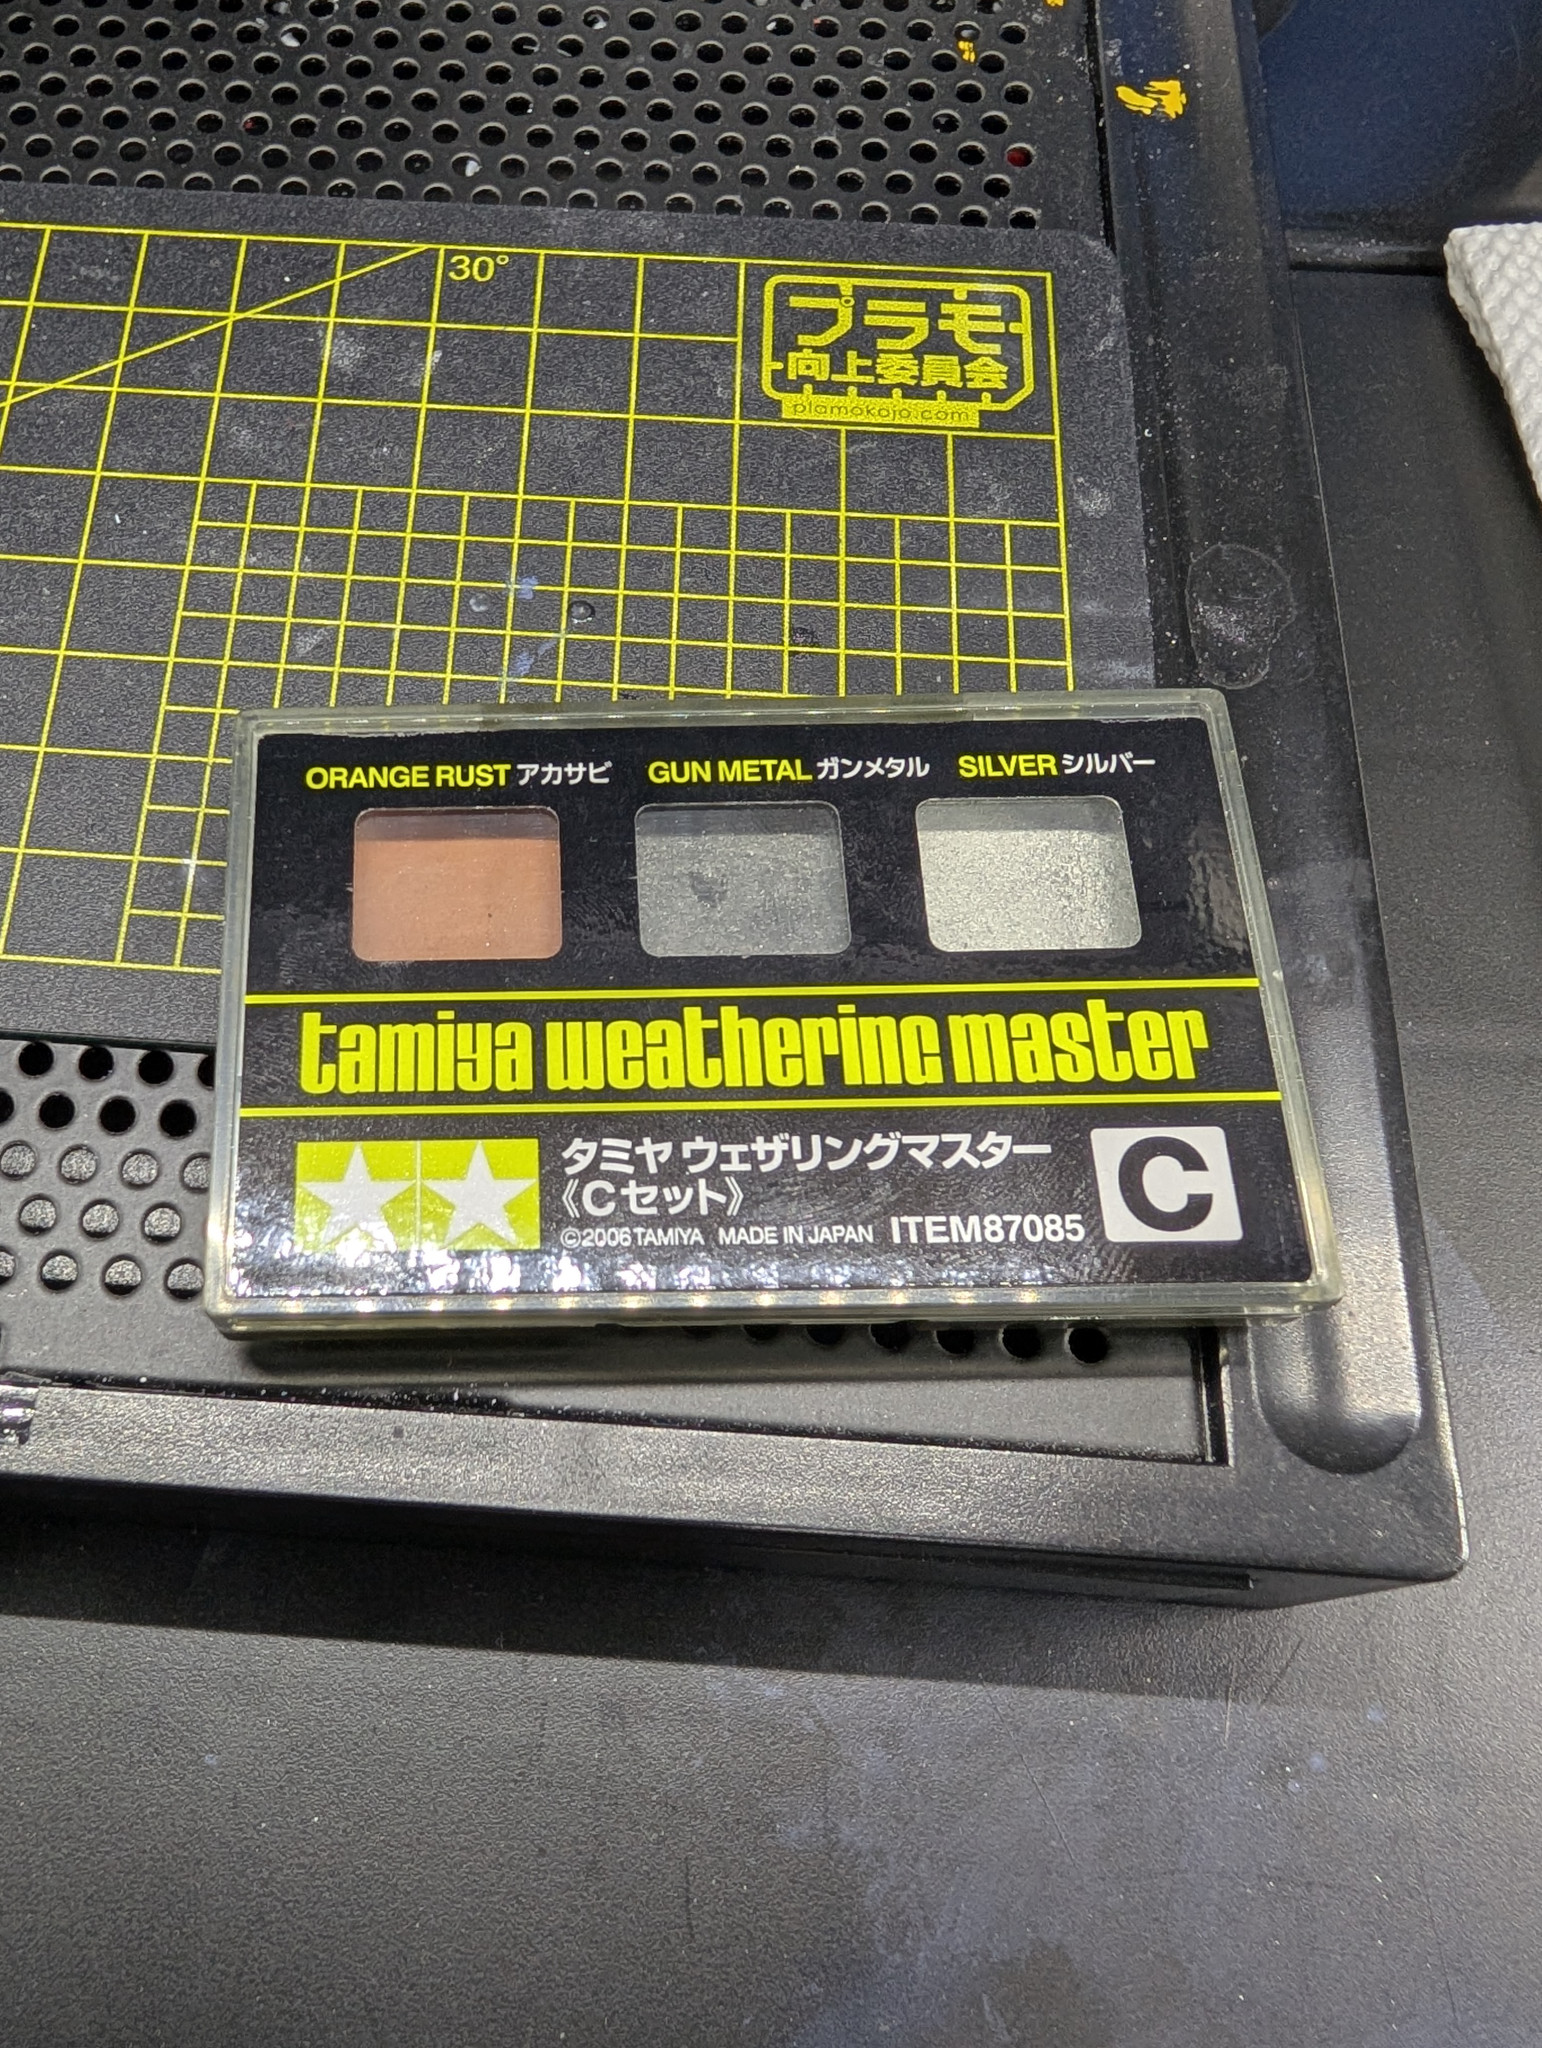 30°
プラモ
向上委員会
plamokojo.com
ORANGE RUST アカサビ GUN METAL ガンメタル SILVER シルバー
tamiya weathering master
タミヤ ウェザリングマスター
《Cセット》
C
©2006 TAMIYA MADE IN JAPAN ITEM87085